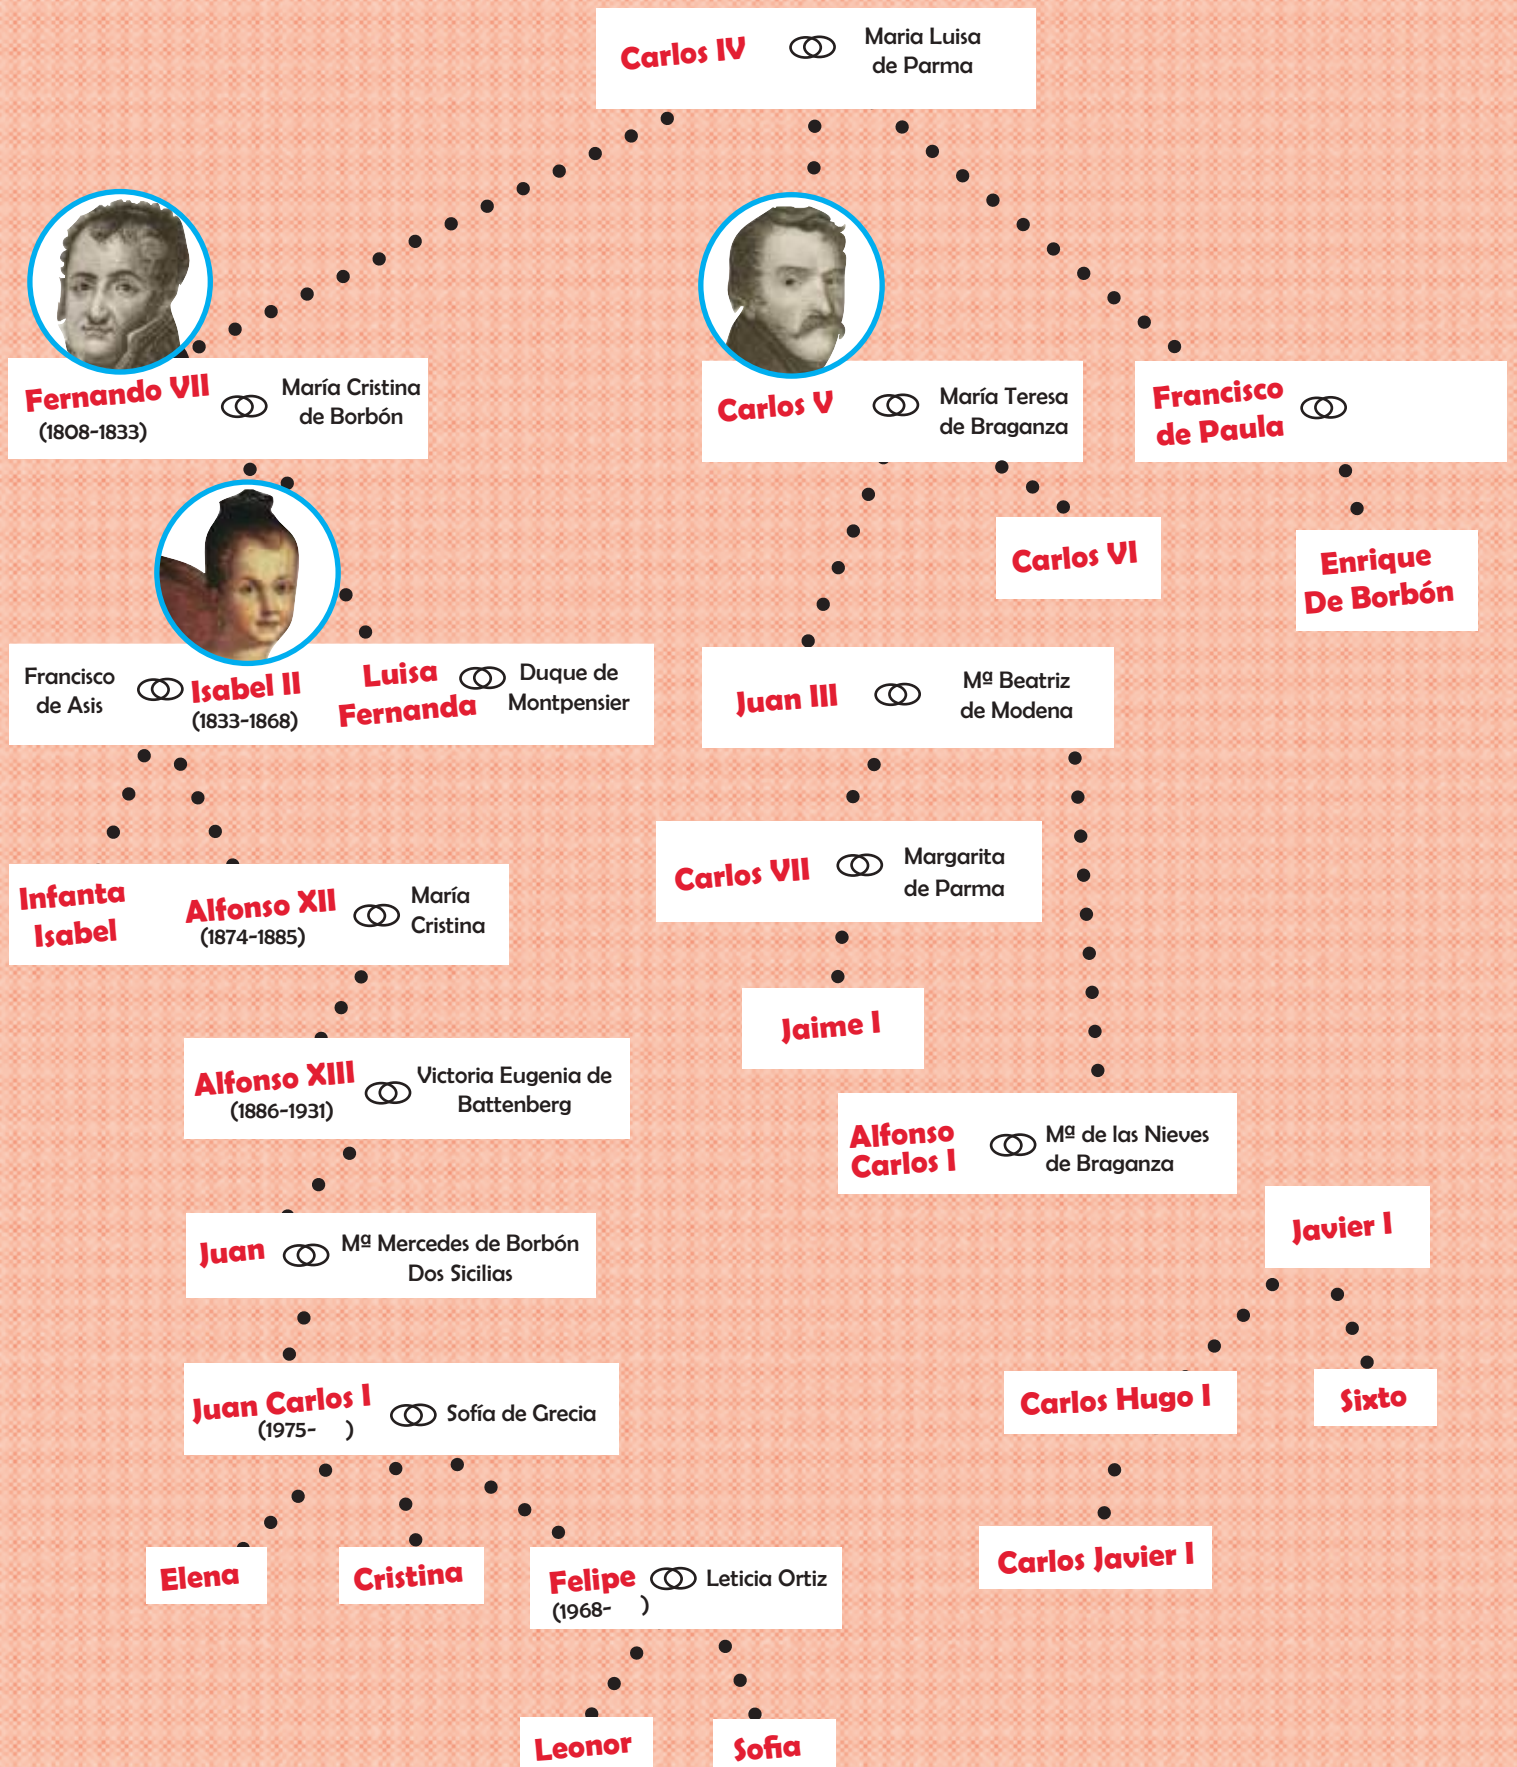 Carlos IV
Maria Luisa
de Parma
Fernando VII
(1808-1833)
María Cristina
de Borbón
Carlos V
María Teresa
de Braganza
Francisco
de Paula
Carlos VI
Enrique
De Borbón
Francisco
de Asis
Isabel II
(1833-1868)
Luisa
Fernanda
Duque de
Montpensier
Juan III
Mª Beatriz
de Modena
Infanta
Isabel
Alfonso XII
(1874-1885)
María
Cristina
Carlos VII
Margarita
de Parma
Jaime I
Alfonso XIII
(1886-1931)
Victoria Eugenia de
Battenberg
Alfonso
Carlos I
Mª de las Nieves
de Braganza
Juan
Mª Mercedes de Borbón
Dos Sicilias
Javier I
Juan Carlos I
(1975- )
Sofía de Grecia
Carlos Hugo I
Sixto
Elena
Cristina
Felipe
(1968- )
Leticia Ortiz
Carlos Javier I
Leonor
Sofia